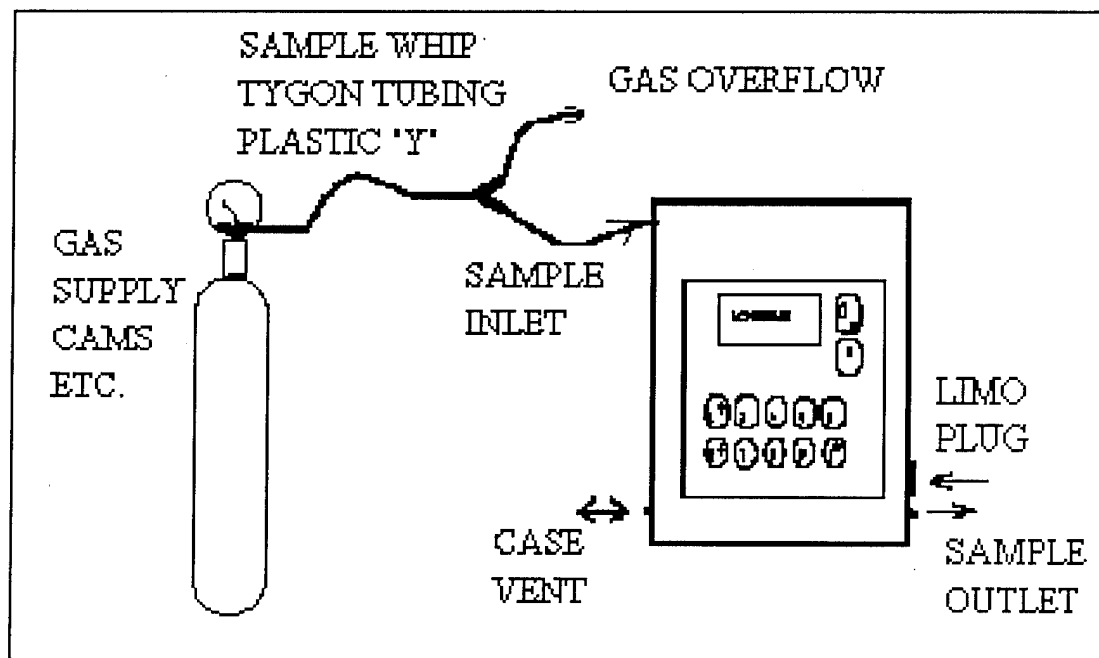 SAMPLE WHIP
TYGON TUBING
PLASTIC "Y"
GAS OVERFLOW
GAS
SUPPLY
CAMS
ETC.
SAMPLE
INLET
LIMO
PLUG
CASE
VENT
SAMPLE
OUTLET